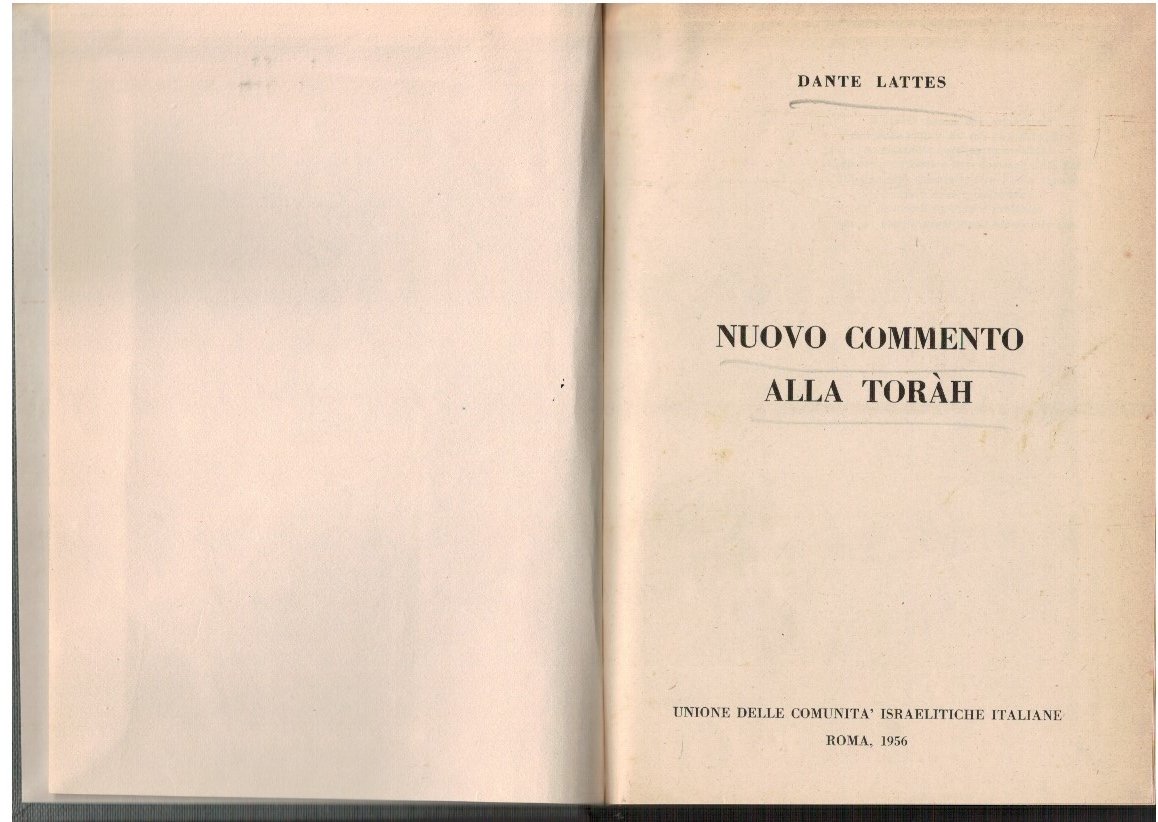 DANTE LATTES
NUOVO COMMENTO
ALLA TORÀH
UNIONE DELLE COMUNITA' ISRAELITICHE ITALIANE
ROMA, 1956